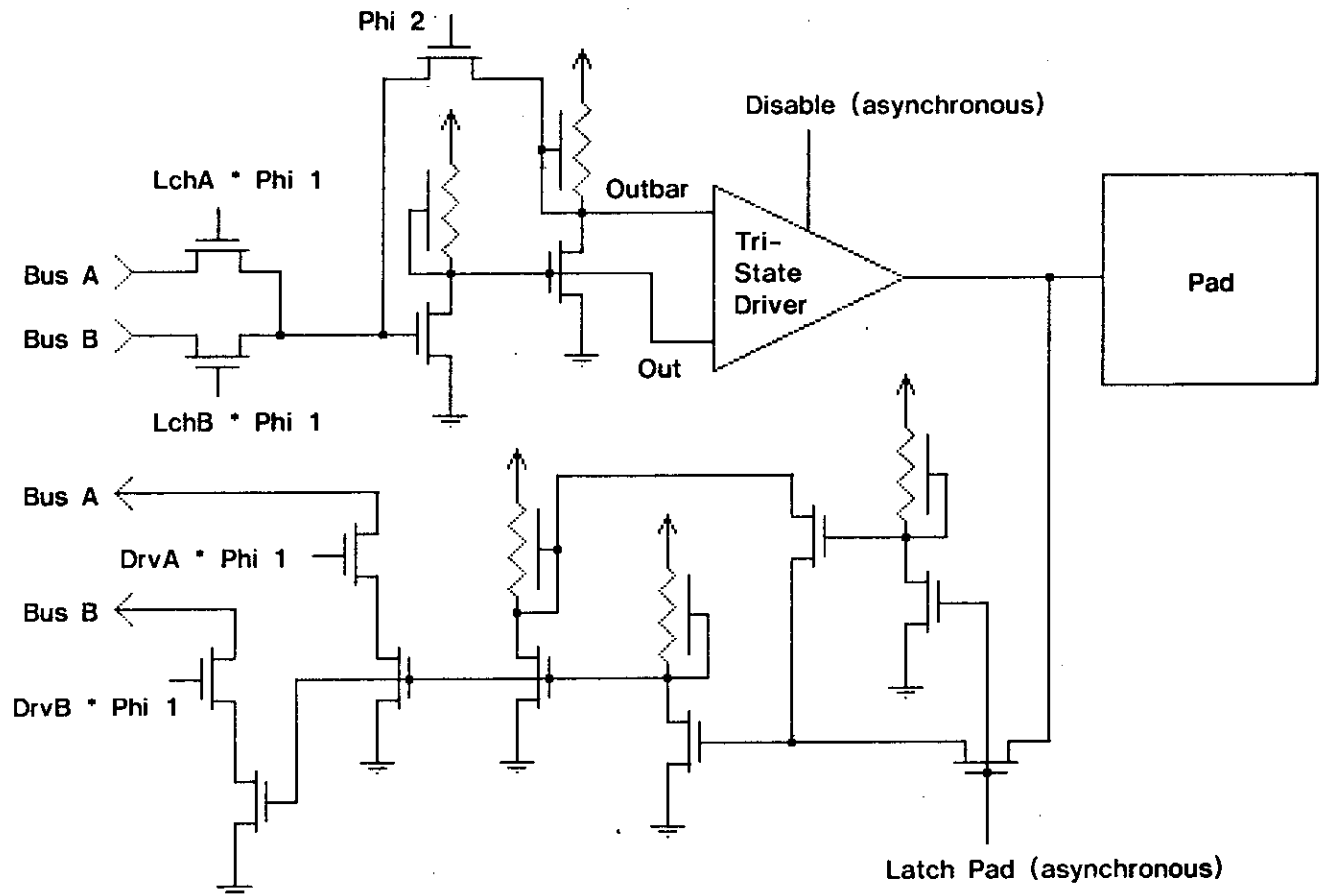 Phi 2
Disable (asynchronous)
LchA * Phi 1
Outbar
Bus A
Tri-
State
Driver
Pad
Bus B
Out
LchB * Phi 1
Bus A
DrvA * Phi 1
Bus B
DrvB * Phi 1
Latch Pad (asynchronous)